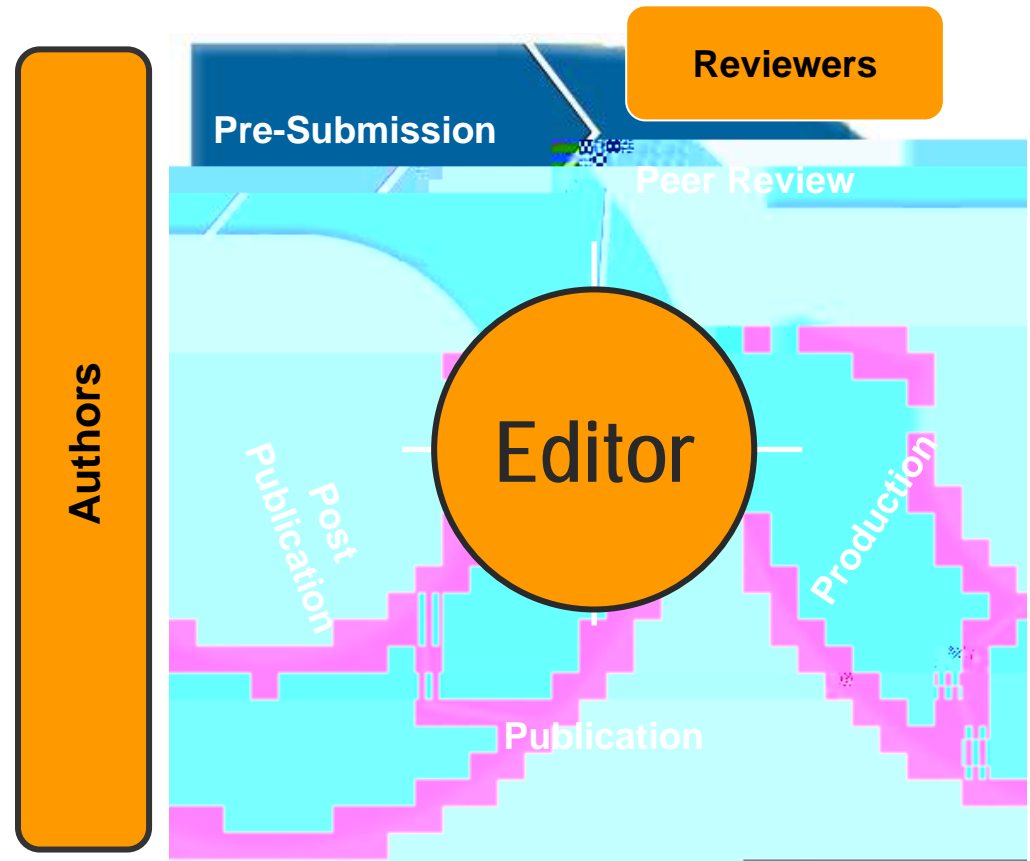 Reviewers
Pre-Submission
Peer Review
Authors
Editor
Post
Publication
Production
Publication